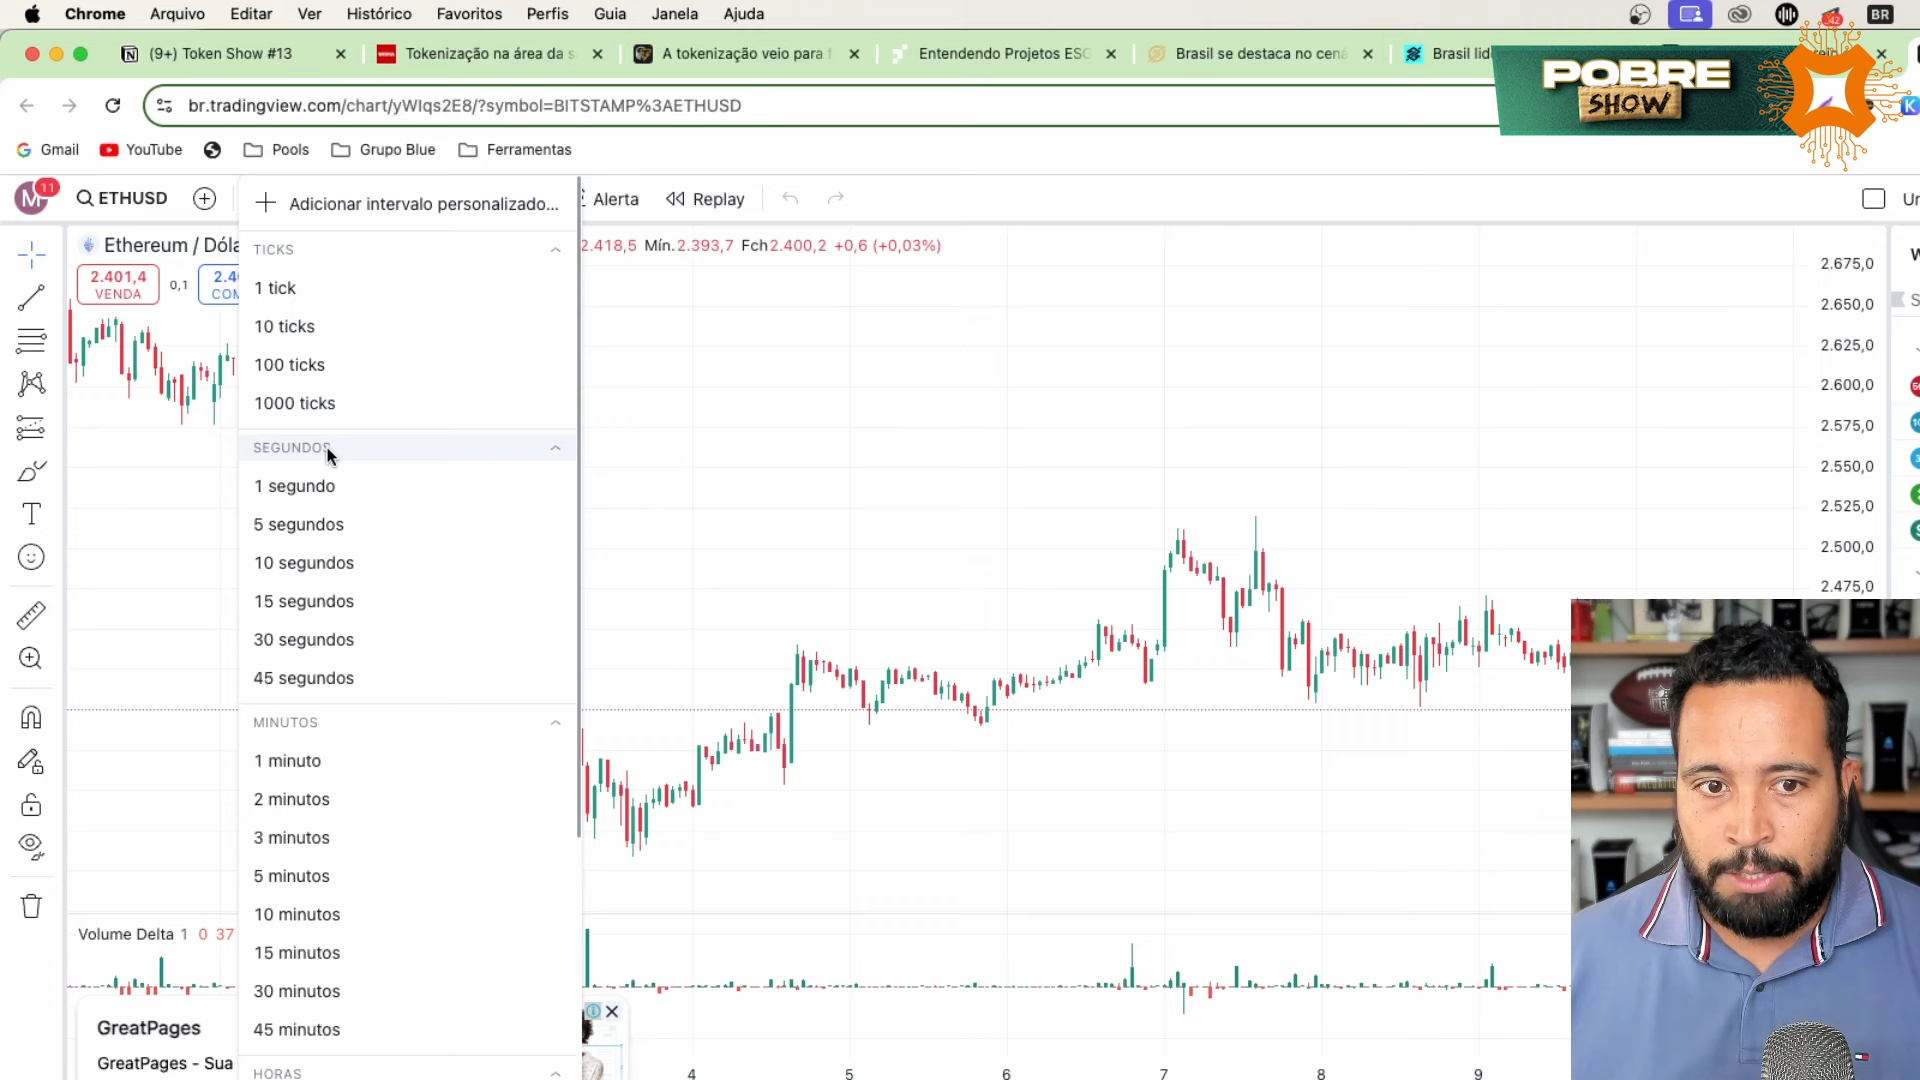 Chrome Arquivo Editar Ver Histórico Favoritos Perfis Guia Janela Ajuda
42 BR
(9+) Token Show #13
Tokenização na área da s
A tokenização veio para f
Entendendo Projetos ESG
Brasil se destaca no cená
Brasil lid
POBRE
SHOW
br.tradingview.com/chart/yWIqs2E8/?symbol=BITSTAMP%3AETHUSD
K
Gmail YouTube Pools Grupo Blue Ferramentas
M 11 ETHUSD
Adicionar intervalo personalizado...
Alerta Replay
Ethereum / Dóla
2.418,5 Mín.2.393,7 Fch2.400,2 +0,6 (+0,03%)
2.401,4
VENDA
0,1
2.4
COM
TICKS
1 tick
10 ticks
100 ticks
1000 ticks
SEGUNDOS
1 segundo
5 segundos
10 segundos
15 segundos
30 segundos
45 segundos
MINUTOS
1 minuto
2 minutos
3 minutos
5 minutos
10 minutos
15 minutos
30 minutos
45 minutos
HORAS
2.675,0
2.650,0
2.625,0
2.600,0
2.575,0
2.550,0
2.525,0
2.500,0
2.475,0
Volume Delta 1 0 37
GreatPages
GreatPages - Sua
4 5 6 7 8 9
NFL